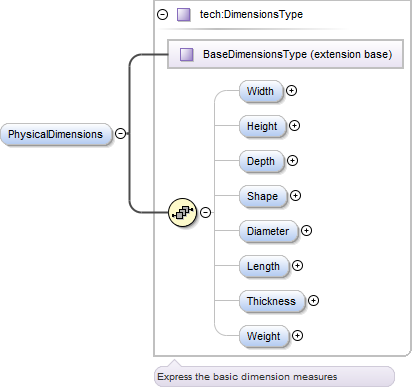 tech:DimensionsType
BaseDimensionsType (extension base)
PhysicalDimensions
Width
Height
Depth
Shape
Diameter
Length
Thickness
Weight
Express the basic dimension measures